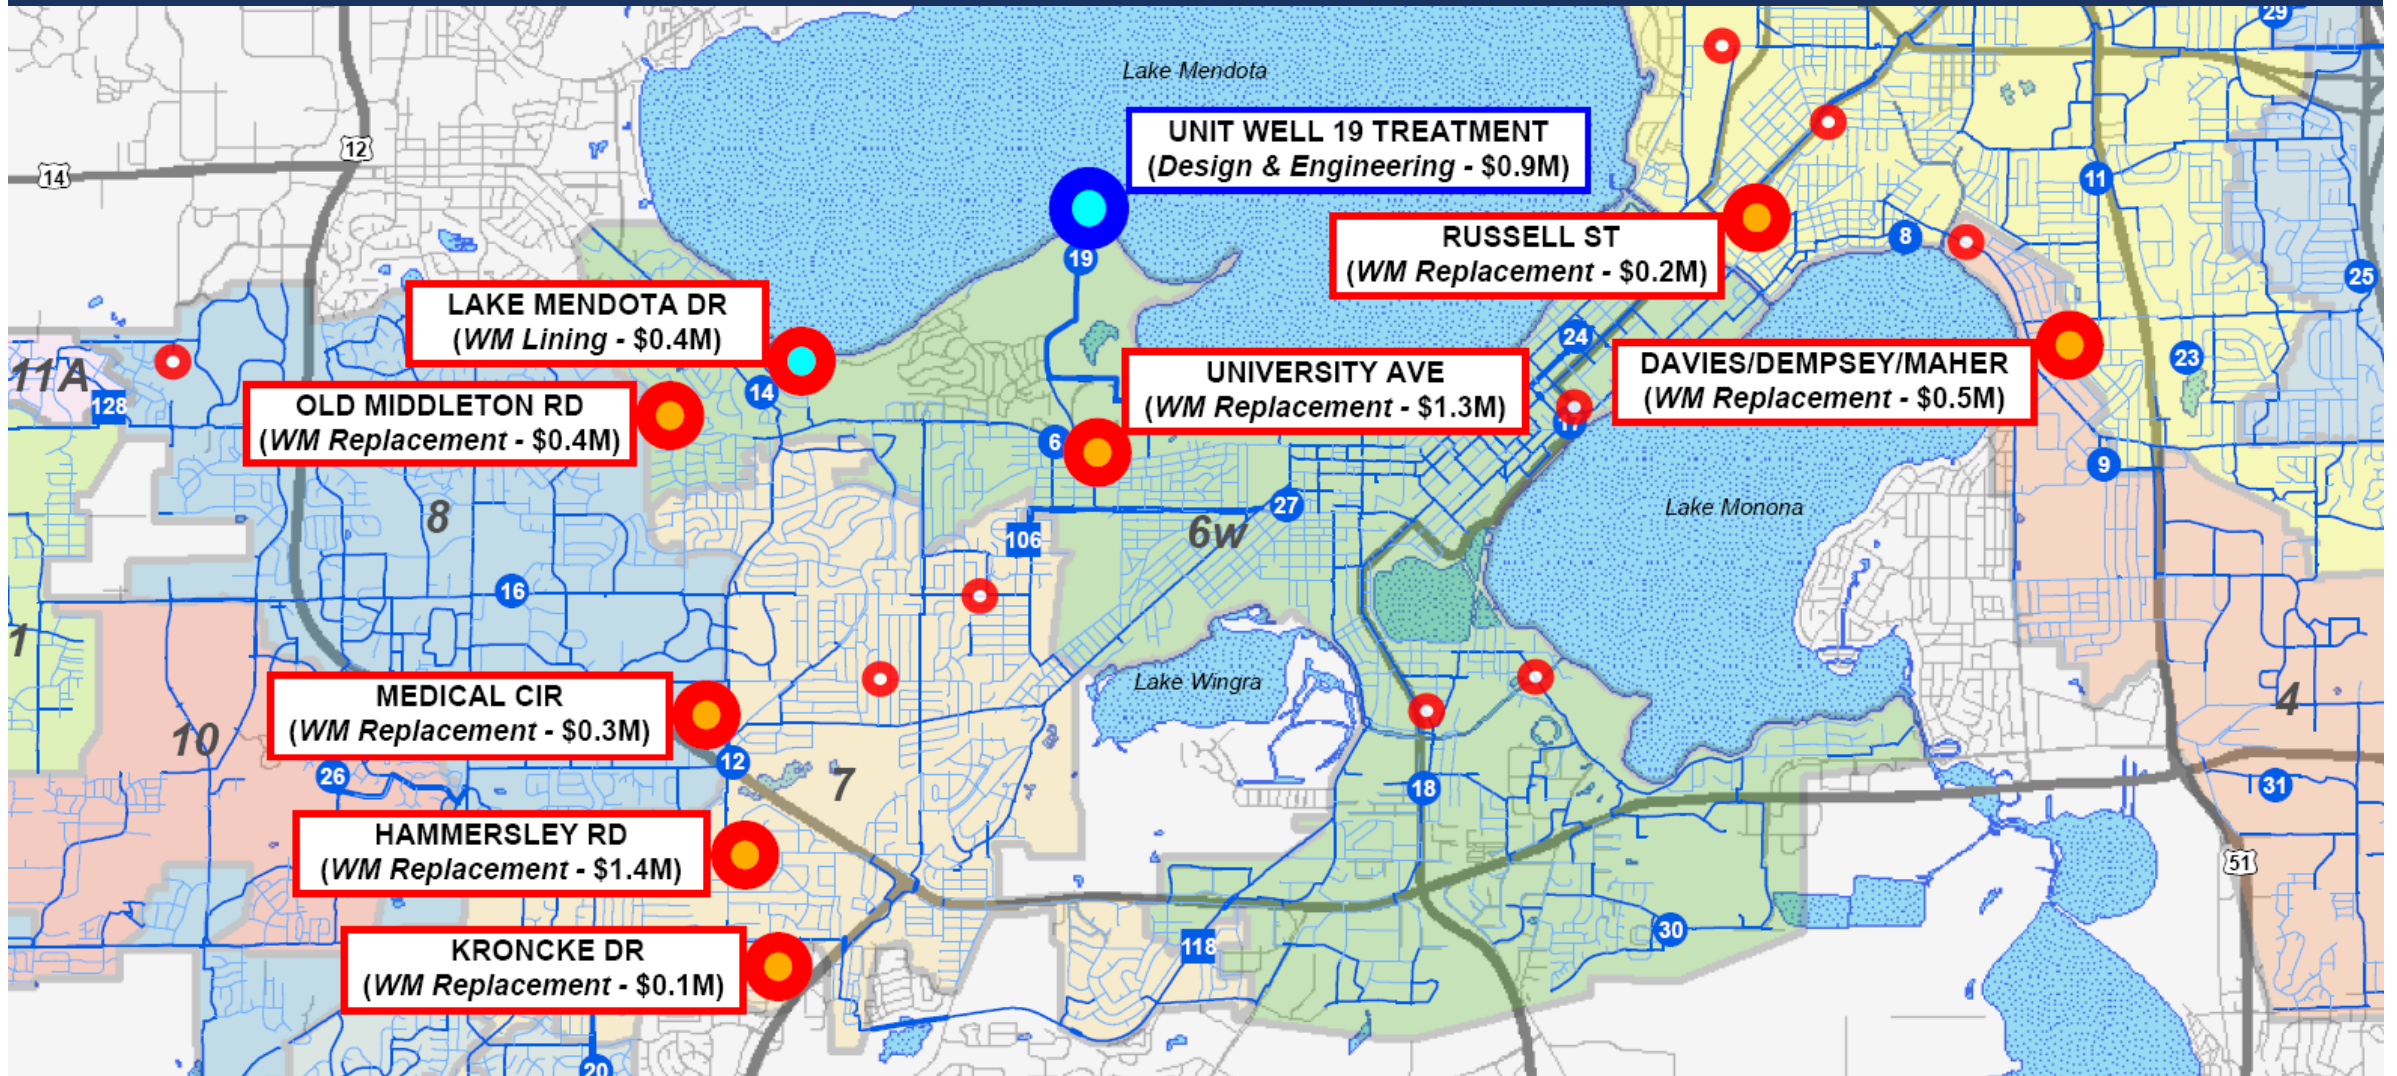 29
Lake Mendota
UNIT WELL 19 TREATMENT
(Design & Engineering - $0.9M)
12
14
11
RUSSELL ST
(WM Replacement - $0.2M)
8
19
25
LAKE MENDOTA DR
(WM Lining - $0.4M)
24
UNIVERSITY AVE
(WM Replacement - $1.3M)
DAVIES/DEMPSEY/MAHER
(WM Replacement - $0.5M)
23
11A
128
14
OLD MIDDLETON RD
(WM Replacement - $0.4M)
17
6
9
8
27
Lake Monona
6w
106
16
1
Lake Wingra
MEDICAL CIR
(WM Replacement - $0.3M)
4
10
12
26
7
18
31
HAMMERSLEY RD
(WM Replacement - $1.4M)
51
KRONCKE DR
(WM Replacement - $0.1M)
118
30
20